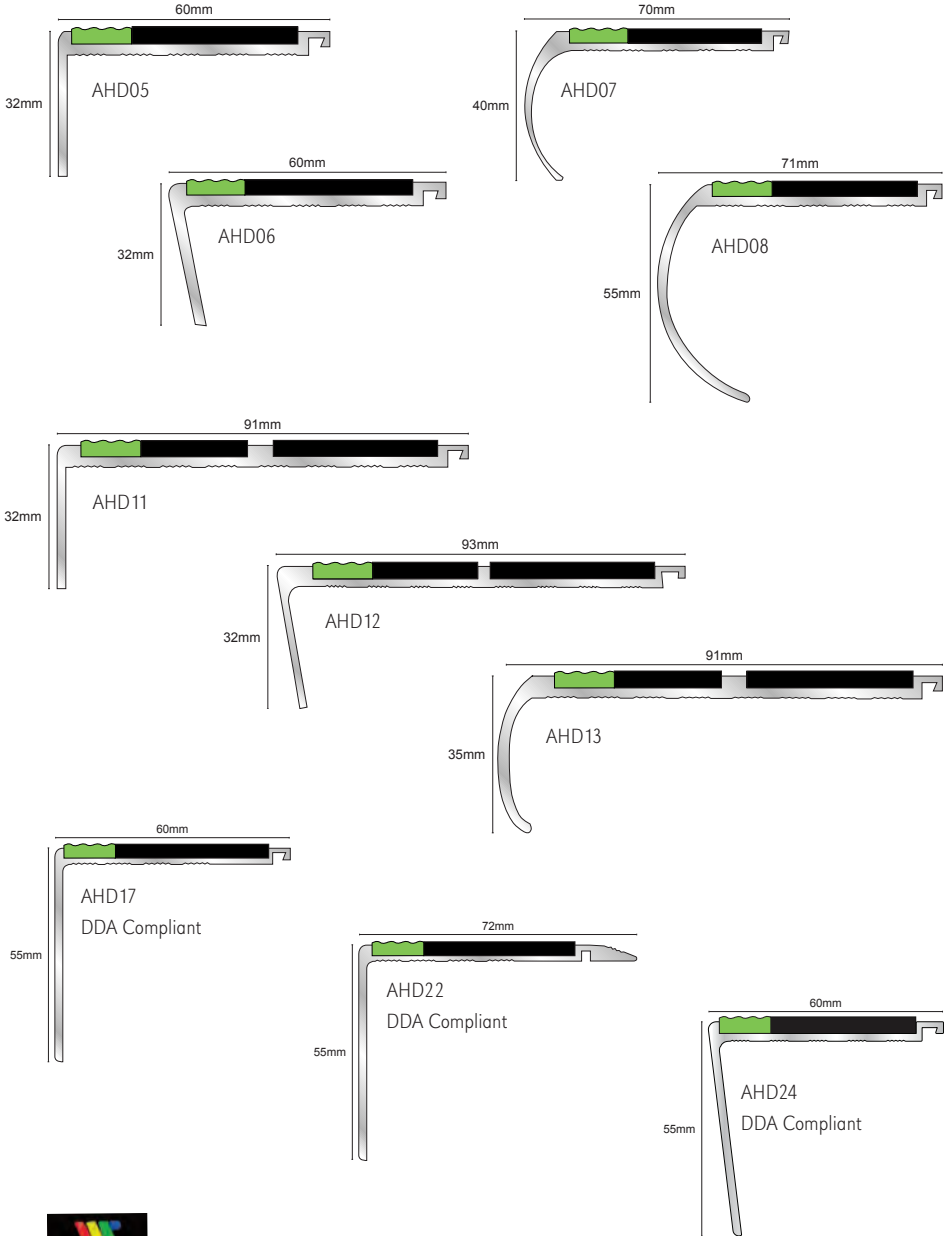 60mm
32mm
AHD05
70mm
40mm
AHD07
60mm
32mm
AHD06
71mm
55mm
AHD08
91mm
32mm
AHD11
93mm
32mm
AHD12
91mm
35mm
AHD13
60mm
55mm
AHD17
DDA Compliant
72mm
55mm
AHD22
DDA Compliant
60mm
55mm
AHD24
DDA Compliant